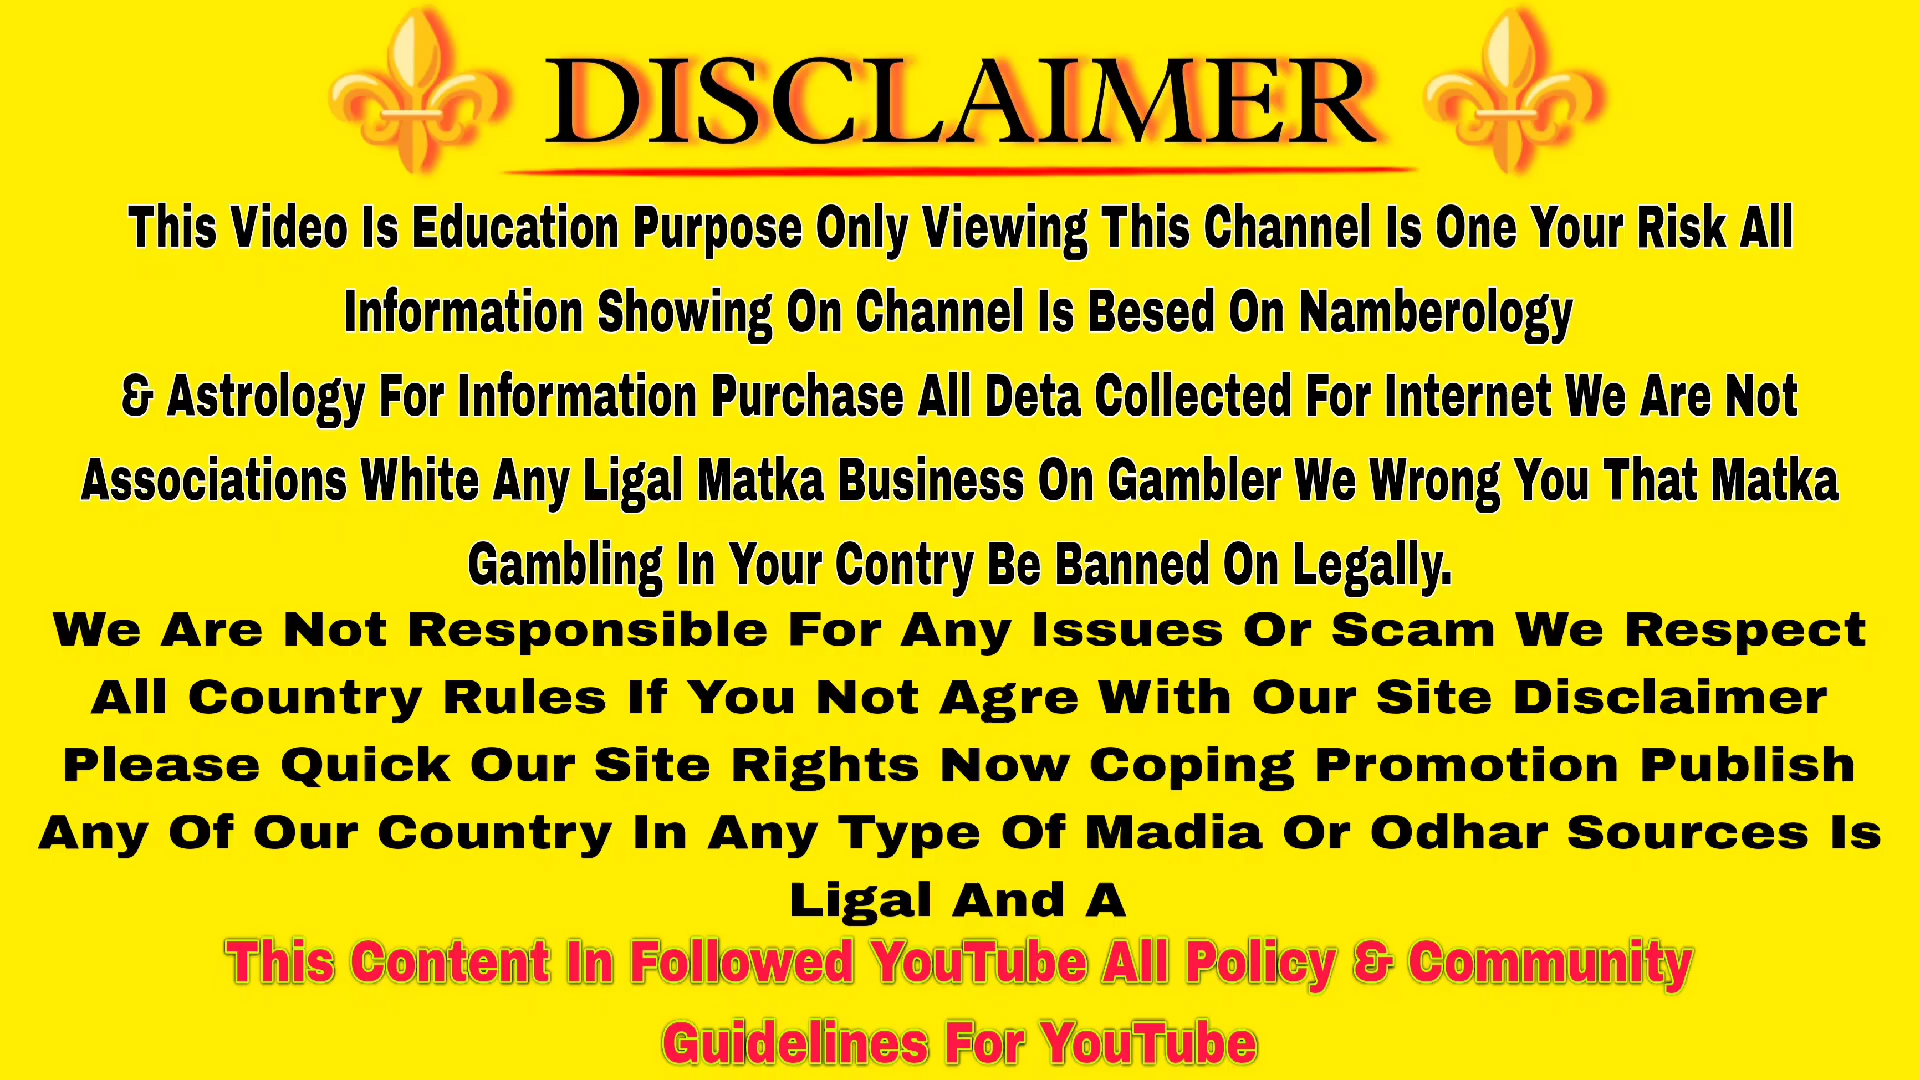 DISCLAIMER
This Video Is Education Purpose Only Viewing This Channel Is One Your Risk All
Information Showing On Channel Is Besed On Namberology
& Astrology For Information Purchase All Deta Collected For Internet We Are Not
Associations White Any Ligal Matka Business On Gambler We Wrong You That Matka
Gambling In Your Contry Be Banned On Legally.
We Are Not Responsible For Any Issues Or Scam We Respect
All Country Rules If You Not Agre With Our Site Disclaimer
Please Quick Our Site Rights Now Coping Promotion Publish
Any Of Our Country In Any Type Of Madia Or Odhar Sources Is
Ligal And A
This Content In Followed YouTube All Policy & Community
Guidelines For YouTube